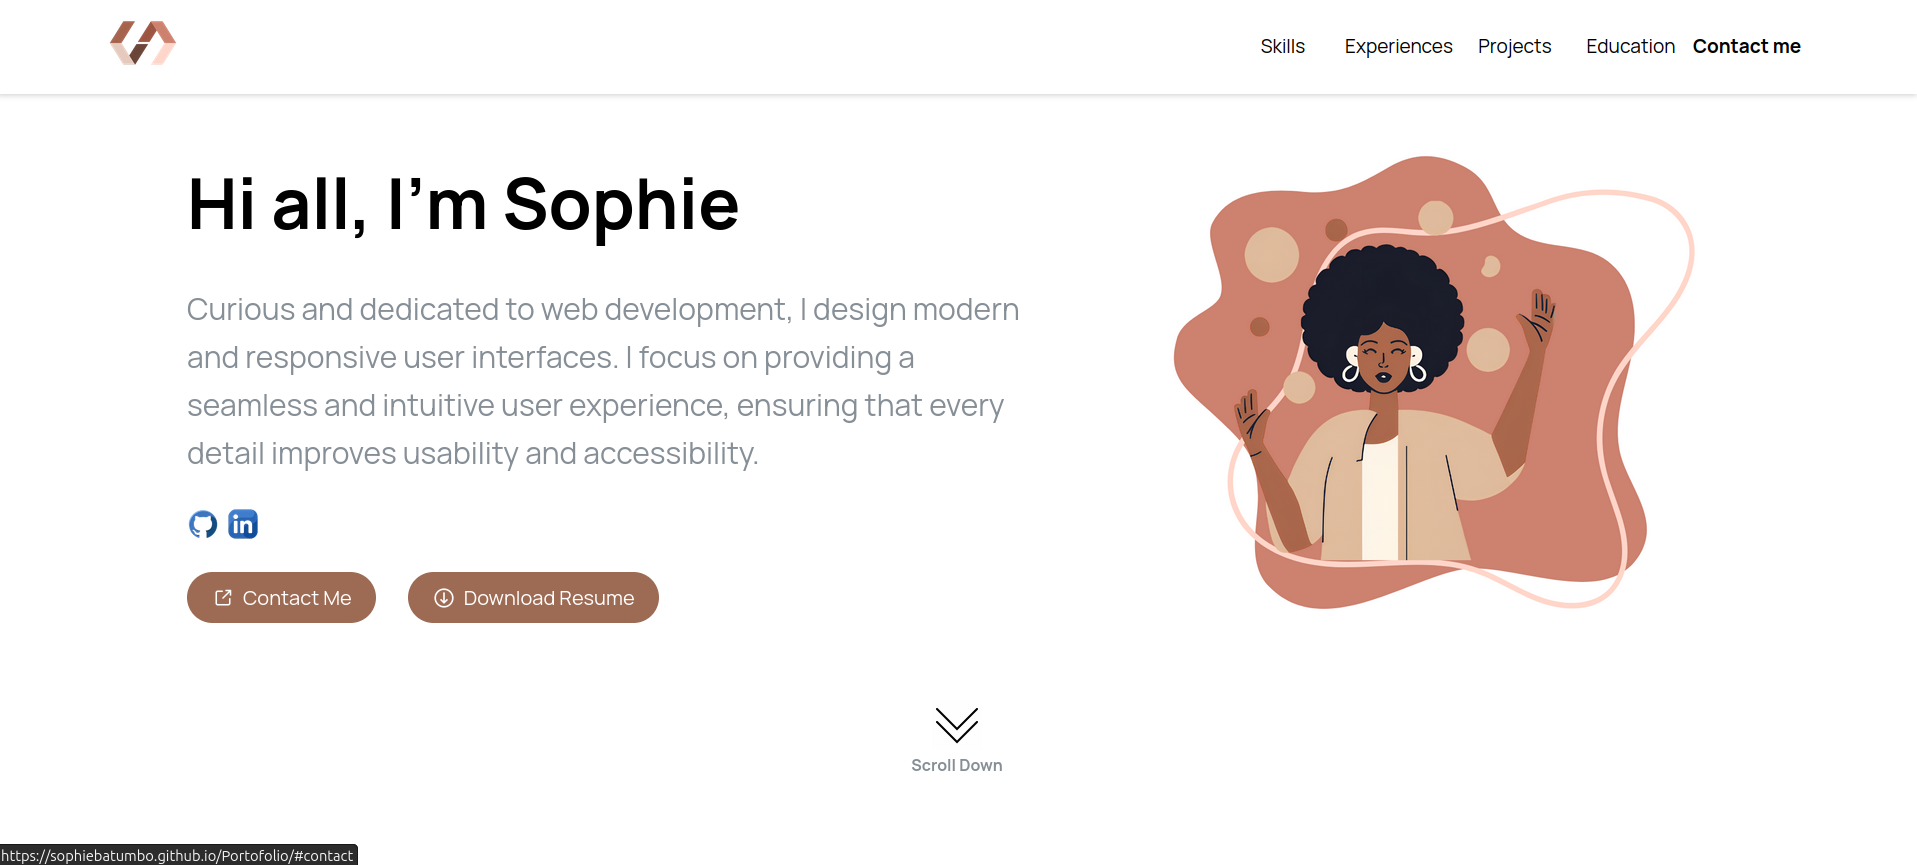 Skills Experiences Projects Education Contact me
Hi all, I'm Sophie
Curious and dedicated to web development, I design modern
and responsive user interfaces. I focus on providing a
seamless and intuitive user experience, ensuring that every
detail improves usability and accessibility.
in
Contact Me Download Resume
Scroll Down
https://sophiebatumbo.github.io/Portofolio/#contact